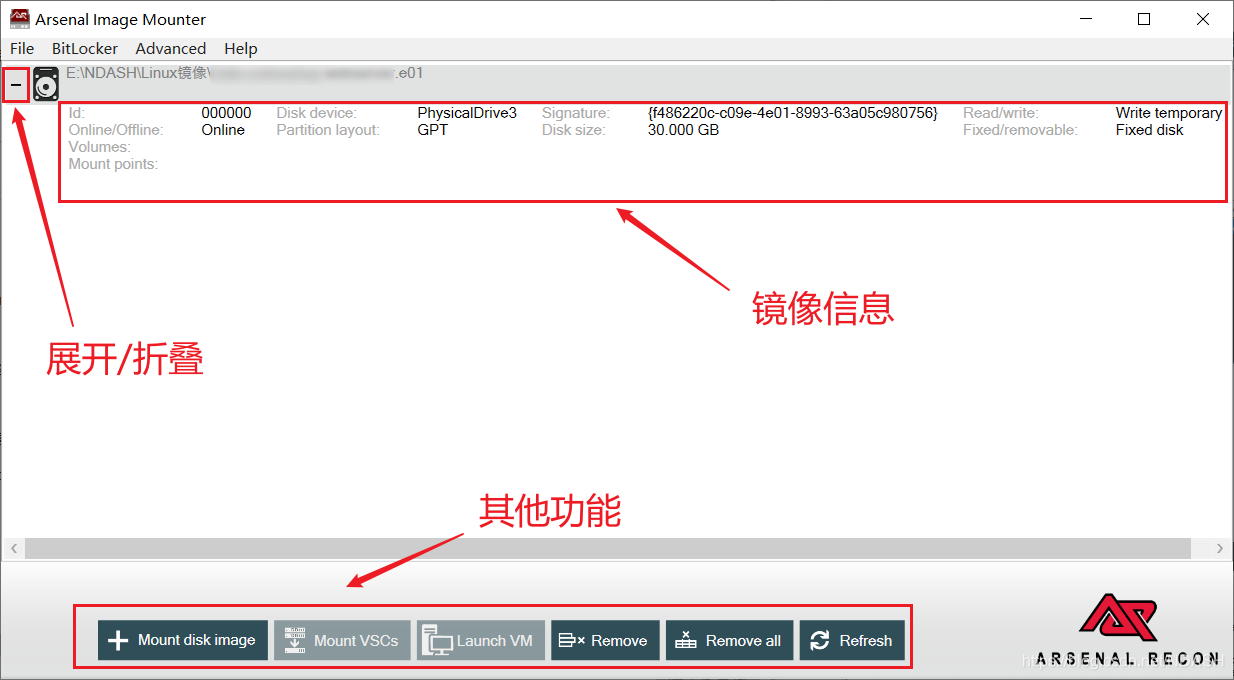 Arsenal Image Mounter
File BitLocker Advanced Help
E:\NDASH\Linux镜像\ .e01
Id: 000000 Disk device: PhysicalDrive3 Signature: {f486220c-c09e-4e01-8993-63a05c980756} Read/write: Write temporary
Online/Offline: Online Partition layout: GPT Disk size: 30.000 GB Fixed/removable: Fixed disk
Volumes:
Mount points:
镜像信息
展开/折叠
其他功能
Mount disk image Mount VSCs Launch VM Remove Remove all Refresh
ARSENAL RECON